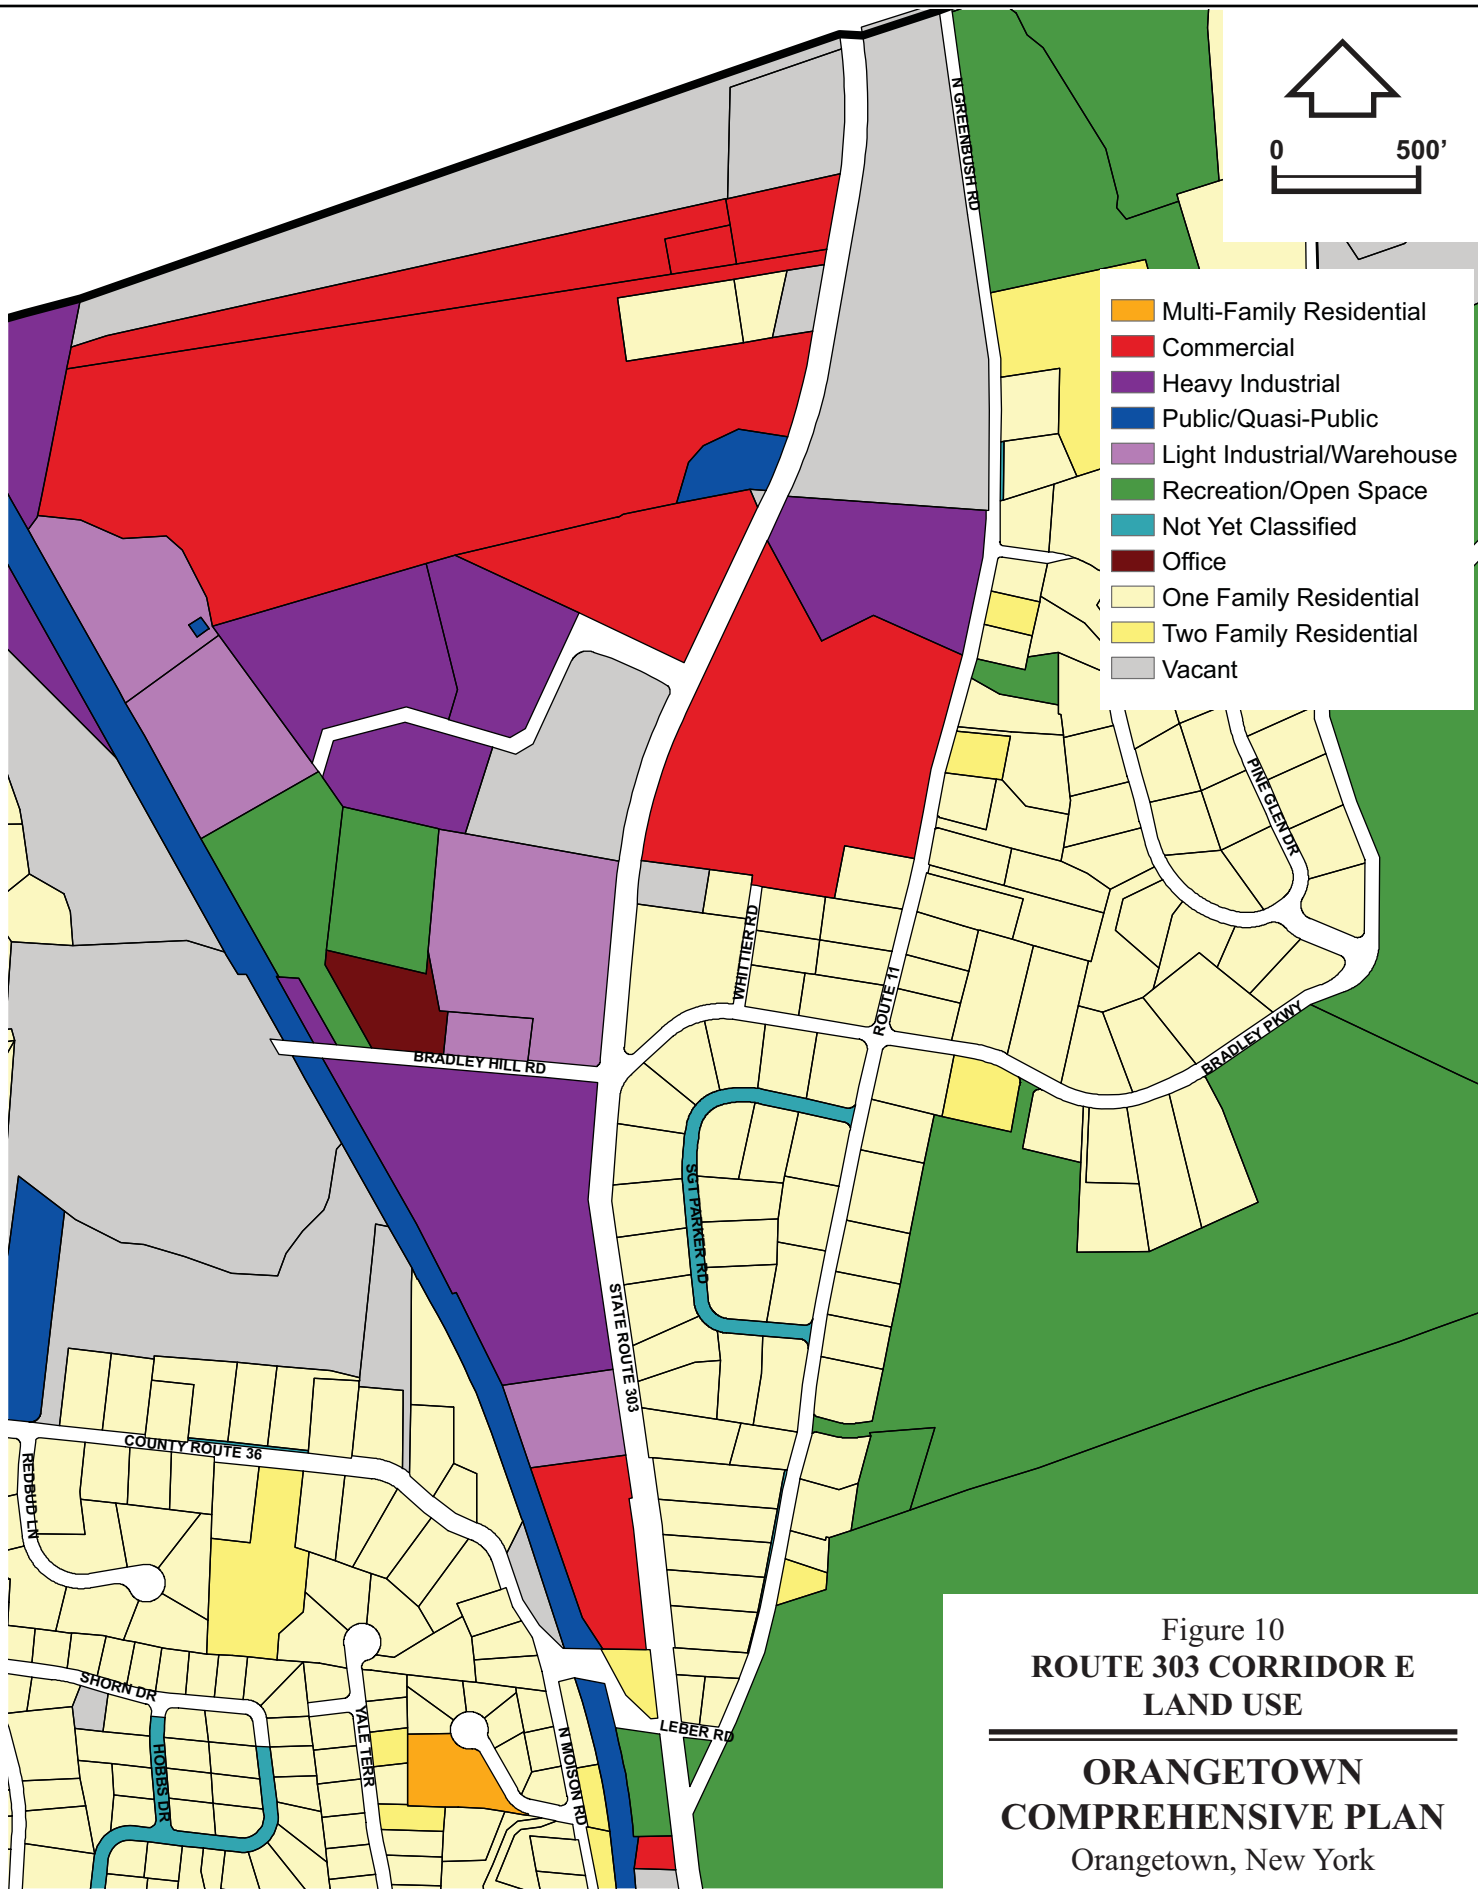 N GREENBUSH RD
0 500’
Multi-Family Residential
Commercial
Heavy Industrial
Public/Quasi-Public
Light Industrial/Warehouse
Recreation/Open Space
Not Yet Classified
Office
One Family Residential
Two Family Residential
Vacant
PINE GLEN DR
WHITTIER RD
ROUTE 11
BRADLEY PKWY
BRADLEY HILL RD
SGT PARKER RD
STATE ROUTE 303
COUNTY ROUTE 36
REDBUD LN
SHORN DR
YALE TERR
HOBBS DR
N MOISON RD
LEBER RD
Figure 10
ROUTE 303 CORRIDOR E
LAND USE
ORANGETOWN
COMPREHENSIVE PLAN
Orangetown, New York